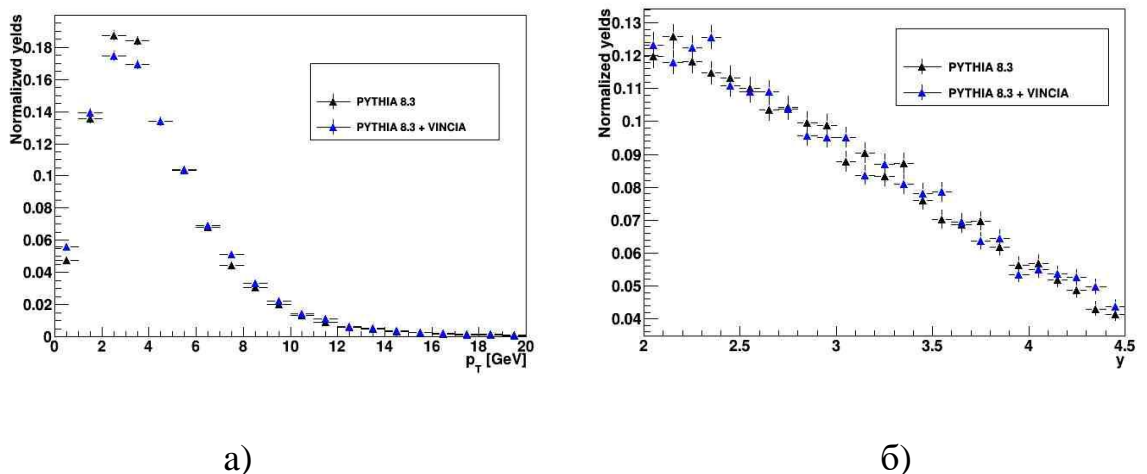 Normalizwd yelds
0.18
0.16
0.14
0.12
0.1
0.08
0.06
0.04
0.02
0
PYTHIA 8.3
PYTHIA 8.3 + VINCIA
0 2 4 6 8 10 12 14 16 18 20
p_T [GeV]
Normalized yelds
0.13
0.12
0.11
0.1
0.09
0.08
0.07
0.06
0.05
0.04
PYTHIA 8.3
PYTHIA 8.3 + VINCIA
2 2.5 3 3.5 4 4.5
y
а)
б)